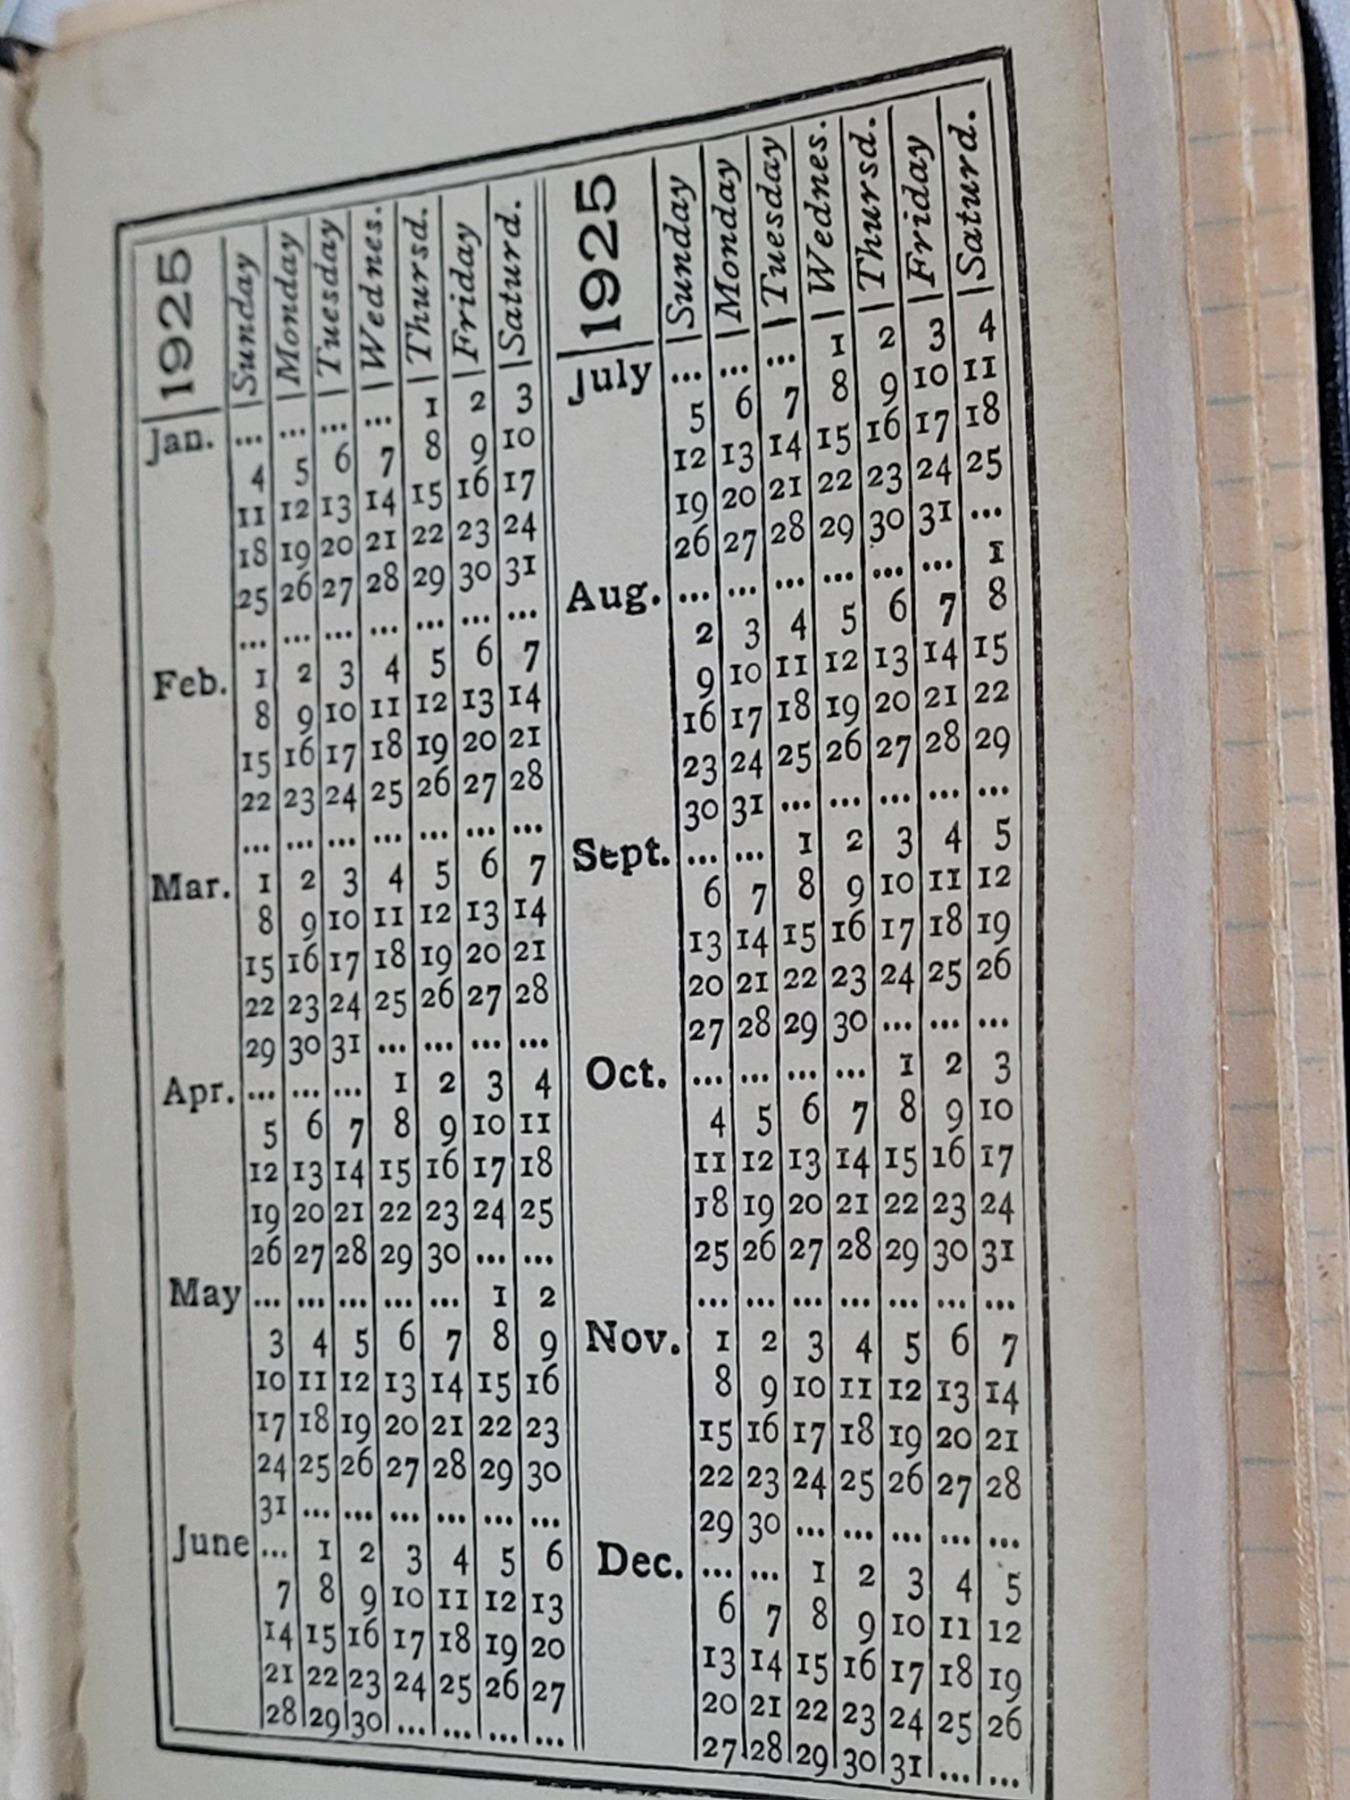 1925 Sunday Monday Tuesday Wednes. Thursd. Friday Saturd.
Jan. ... ... ... ... 1 2 3
4 5 6 7 8 9 10
11 12 13 14 15 16 17
18 19 20 21 22 23 24
25 26 27 28 29 30 31
... ... ... ... ... ... ...
Feb. 1 2 3 4 5 6 7
8 9 10 11 12 13 14
15 16 17 18 19 20 21
22 23 24 25 26 27 28
... ... ... ... ... ... ...
Mar. 1 2 3 4 5 6 7
8 9 10 11 12 13 14
15 16 17 18 19 20 21
22 23 24 25 26 27 28
29 30 31 ... ... ... ...
Apr. ... ... ... 1 2 3 4
5 6 7 8 9 10 11
12 13 14 15 16 17 18
19 20 21 22 23 24 25
26 27 28 29 30 ... ...
May ... ... ... ... ... 1 2
3 4 5 6 7 8 9
10 11 12 13 14 15 16
17 18 19 20 21 22 23
24 25 26 27 28 29 30
31 ... ... ... ... ... ...
June ... 1 2 3 4 5 6
7 8 9 10 11 12 13
14 15 16 17 18 19 20
21 22 23 24 25 26 27
28 29 30 ... ... ... ...
1925 Sunday Monday Tuesday Wednes. Thursd. Friday Saturd.
July ... ... ... 1 2 3 4
5 6 7 8 9 10 11
12 13 14 15 16 17 18
19 20 21 22 23 24 25
26 27 28 29 30 31 ...
Aug. ... ... ... ... ... ... 1
2 3 4 5 6 7 8
9 10 11 12 13 14 15
16 17 18 19 20 21 22
23 24 25 26 27 28 29
30 31 ... ... ... ... ...
Sept. ... ... 1 2 3 4 5
6 7 8 9 10 11 12
13 14 15 16 17 18 19
20 21 22 23 24 25 26
27 28 29 30 ... ... ...
Oct. ... ... ... ... 1 2 3
4 5 6 7 8 9 10
11 12 13 14 15 16 17
18 19 20 21 22 23 24
25 26 27 28 29 30 31
... ... ... ... ... ... ...
Nov. 1 2 3 4 5 6 7
8 9 10 11 12 13 14
15 16 17 18 19 20 21
22 23 24 25 26 27 28
29 30 ... ... ... ... ...
Dec. ... ... 1 2 3 4 5
6 7 8 9 10 11 12
13 14 15 16 17 18 19
20 21 22 23 24 25 26
27 28 29 30 31 ... ...